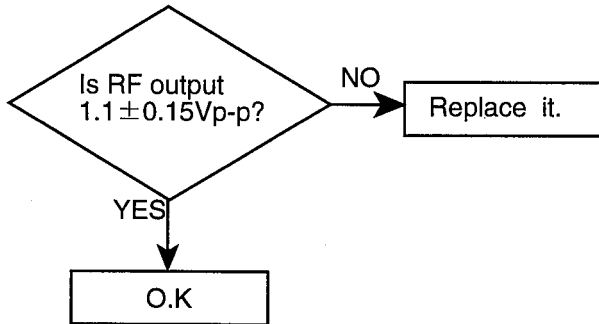 Is RF output
1.1±0.15Vp-p?
NO
Replace it.
YES
O.K